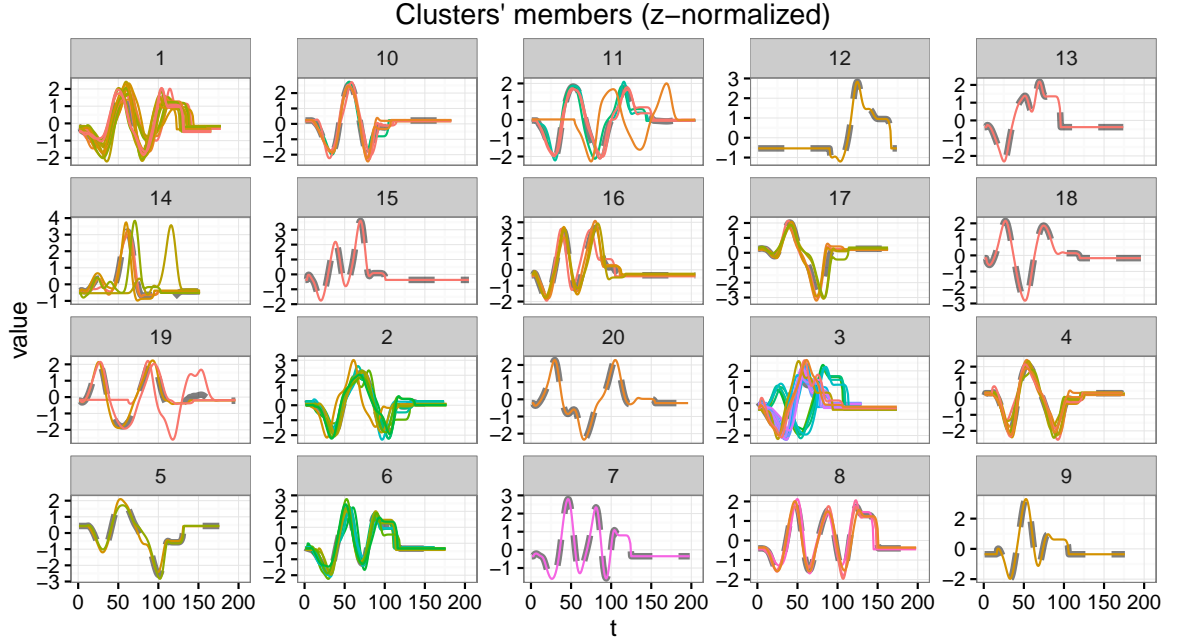 Clusters' members (z−normalized)
1 10 11 12 13
2 1 0 −1 −2
2 1 0 −1 −2
2 1 0 −1 −2
3 2 1 0 −1
2 1 0 −1 −2
14 15 16 17 18
4 3 2 1 0 −1
3 2 1 0 −1 −2
3 2 1 0 −1 −2
2 1 0 −1 −2 −3
2 1 0 −1 −2 −3
19 2 20 3 4
2 1 0 −1 −2
3 2 1 0 −1 −2
2 1 0 −1 −2
2 1 0 −1 −2
2 1 0 −1 −2
5 6 7 8 9
2 1 0 −1 −2 −3
3 2 1 0 −1 −2
3 2 1 0 −1
2 1 0 −1 −2
2 0 −2
0 50 100 150 200 0 50 100 150 200 0 50 100 150 200 0 50 100 150 200 0 50 100 150 200
value
t